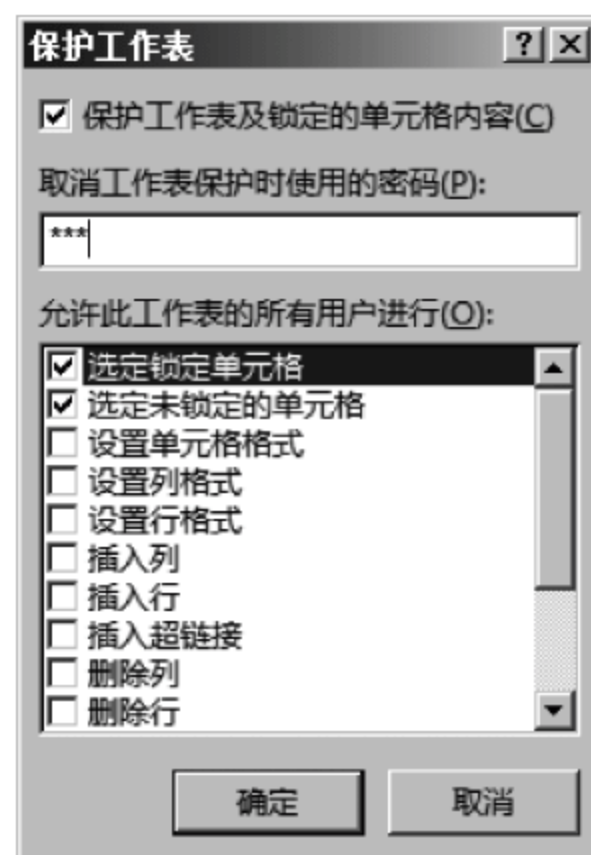 保护工作表
保护工作表及锁定的单元格内容(C)
取消工作表保护时使用的密码(P):
***
允许此工作表的所有用户进行(O):
选定锁定单元格
选定未锁定的单元格
设置单元格格式
设置列格式
设置行格式
插入列
插入行
插入超链接
删除列
删除行
确定 取消